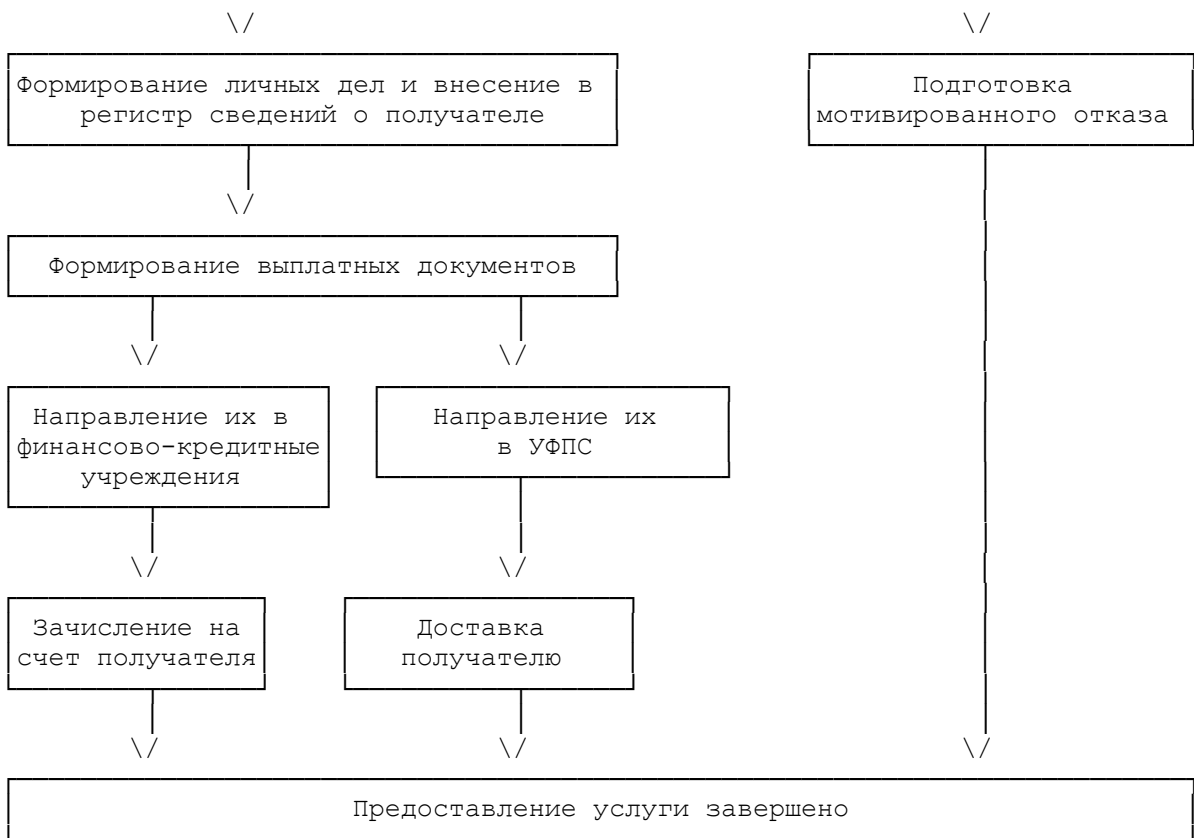 Формирование личных дел и внесение в
регистр сведений о получателе
Подготовка
мотивированного отказа
Формирование выплатных документов
Направление их в
финансово-кредитные
учреждения
Направление их
в УФПС
Зачисление на
счет получателя
Доставка
получателю
Предоставление услуги завершено